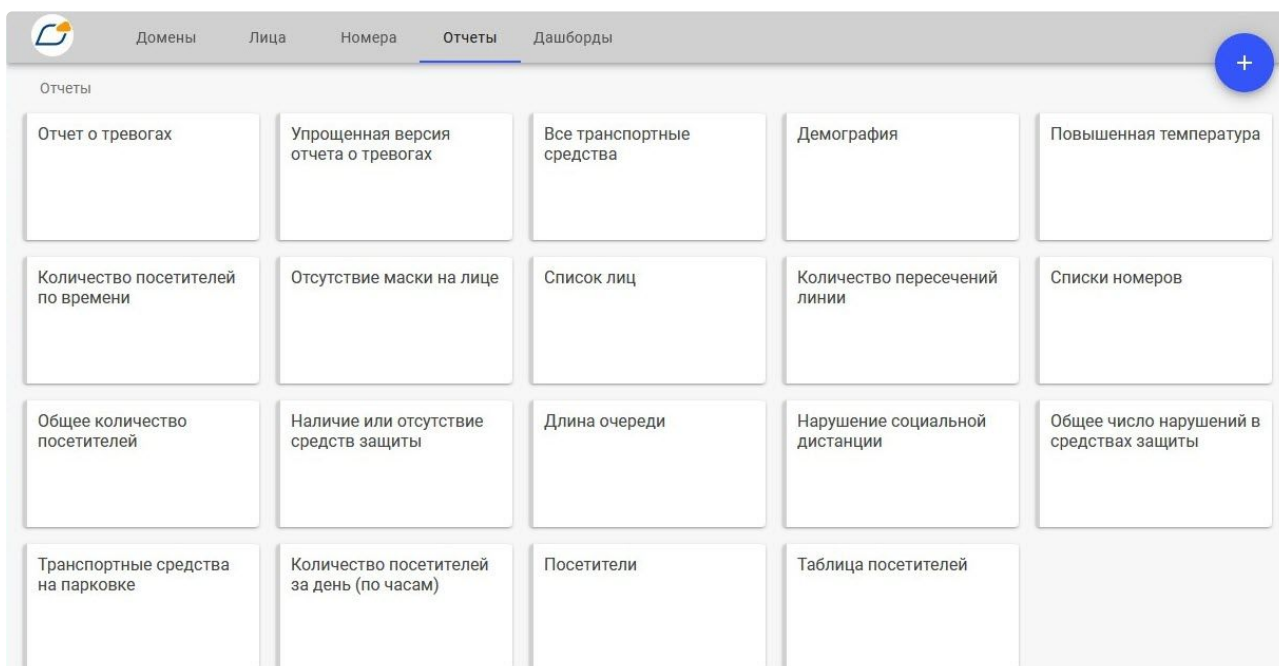 Домены Лица Номера Отчеты Дашборды
+
Отчеты
Отчет о тревогах
Упрощенная версия
отчета о тревогах
Все транспортные
средства
Демография
Повышенная температура
Количество посетителей
по времени
Отсутствие маски на лице
Список лиц
Количество пересечений
линии
Списки номеров
Общее количество
посетителей
Наличие или отсутствие
средств защиты
Длина очереди
Нарушение социальной
дистанции
Общее число нарушений в
средствах защиты
Транспортные средства
на парковке
Количество посетителей
за день (по часам)
Посетители
Таблица посетителей